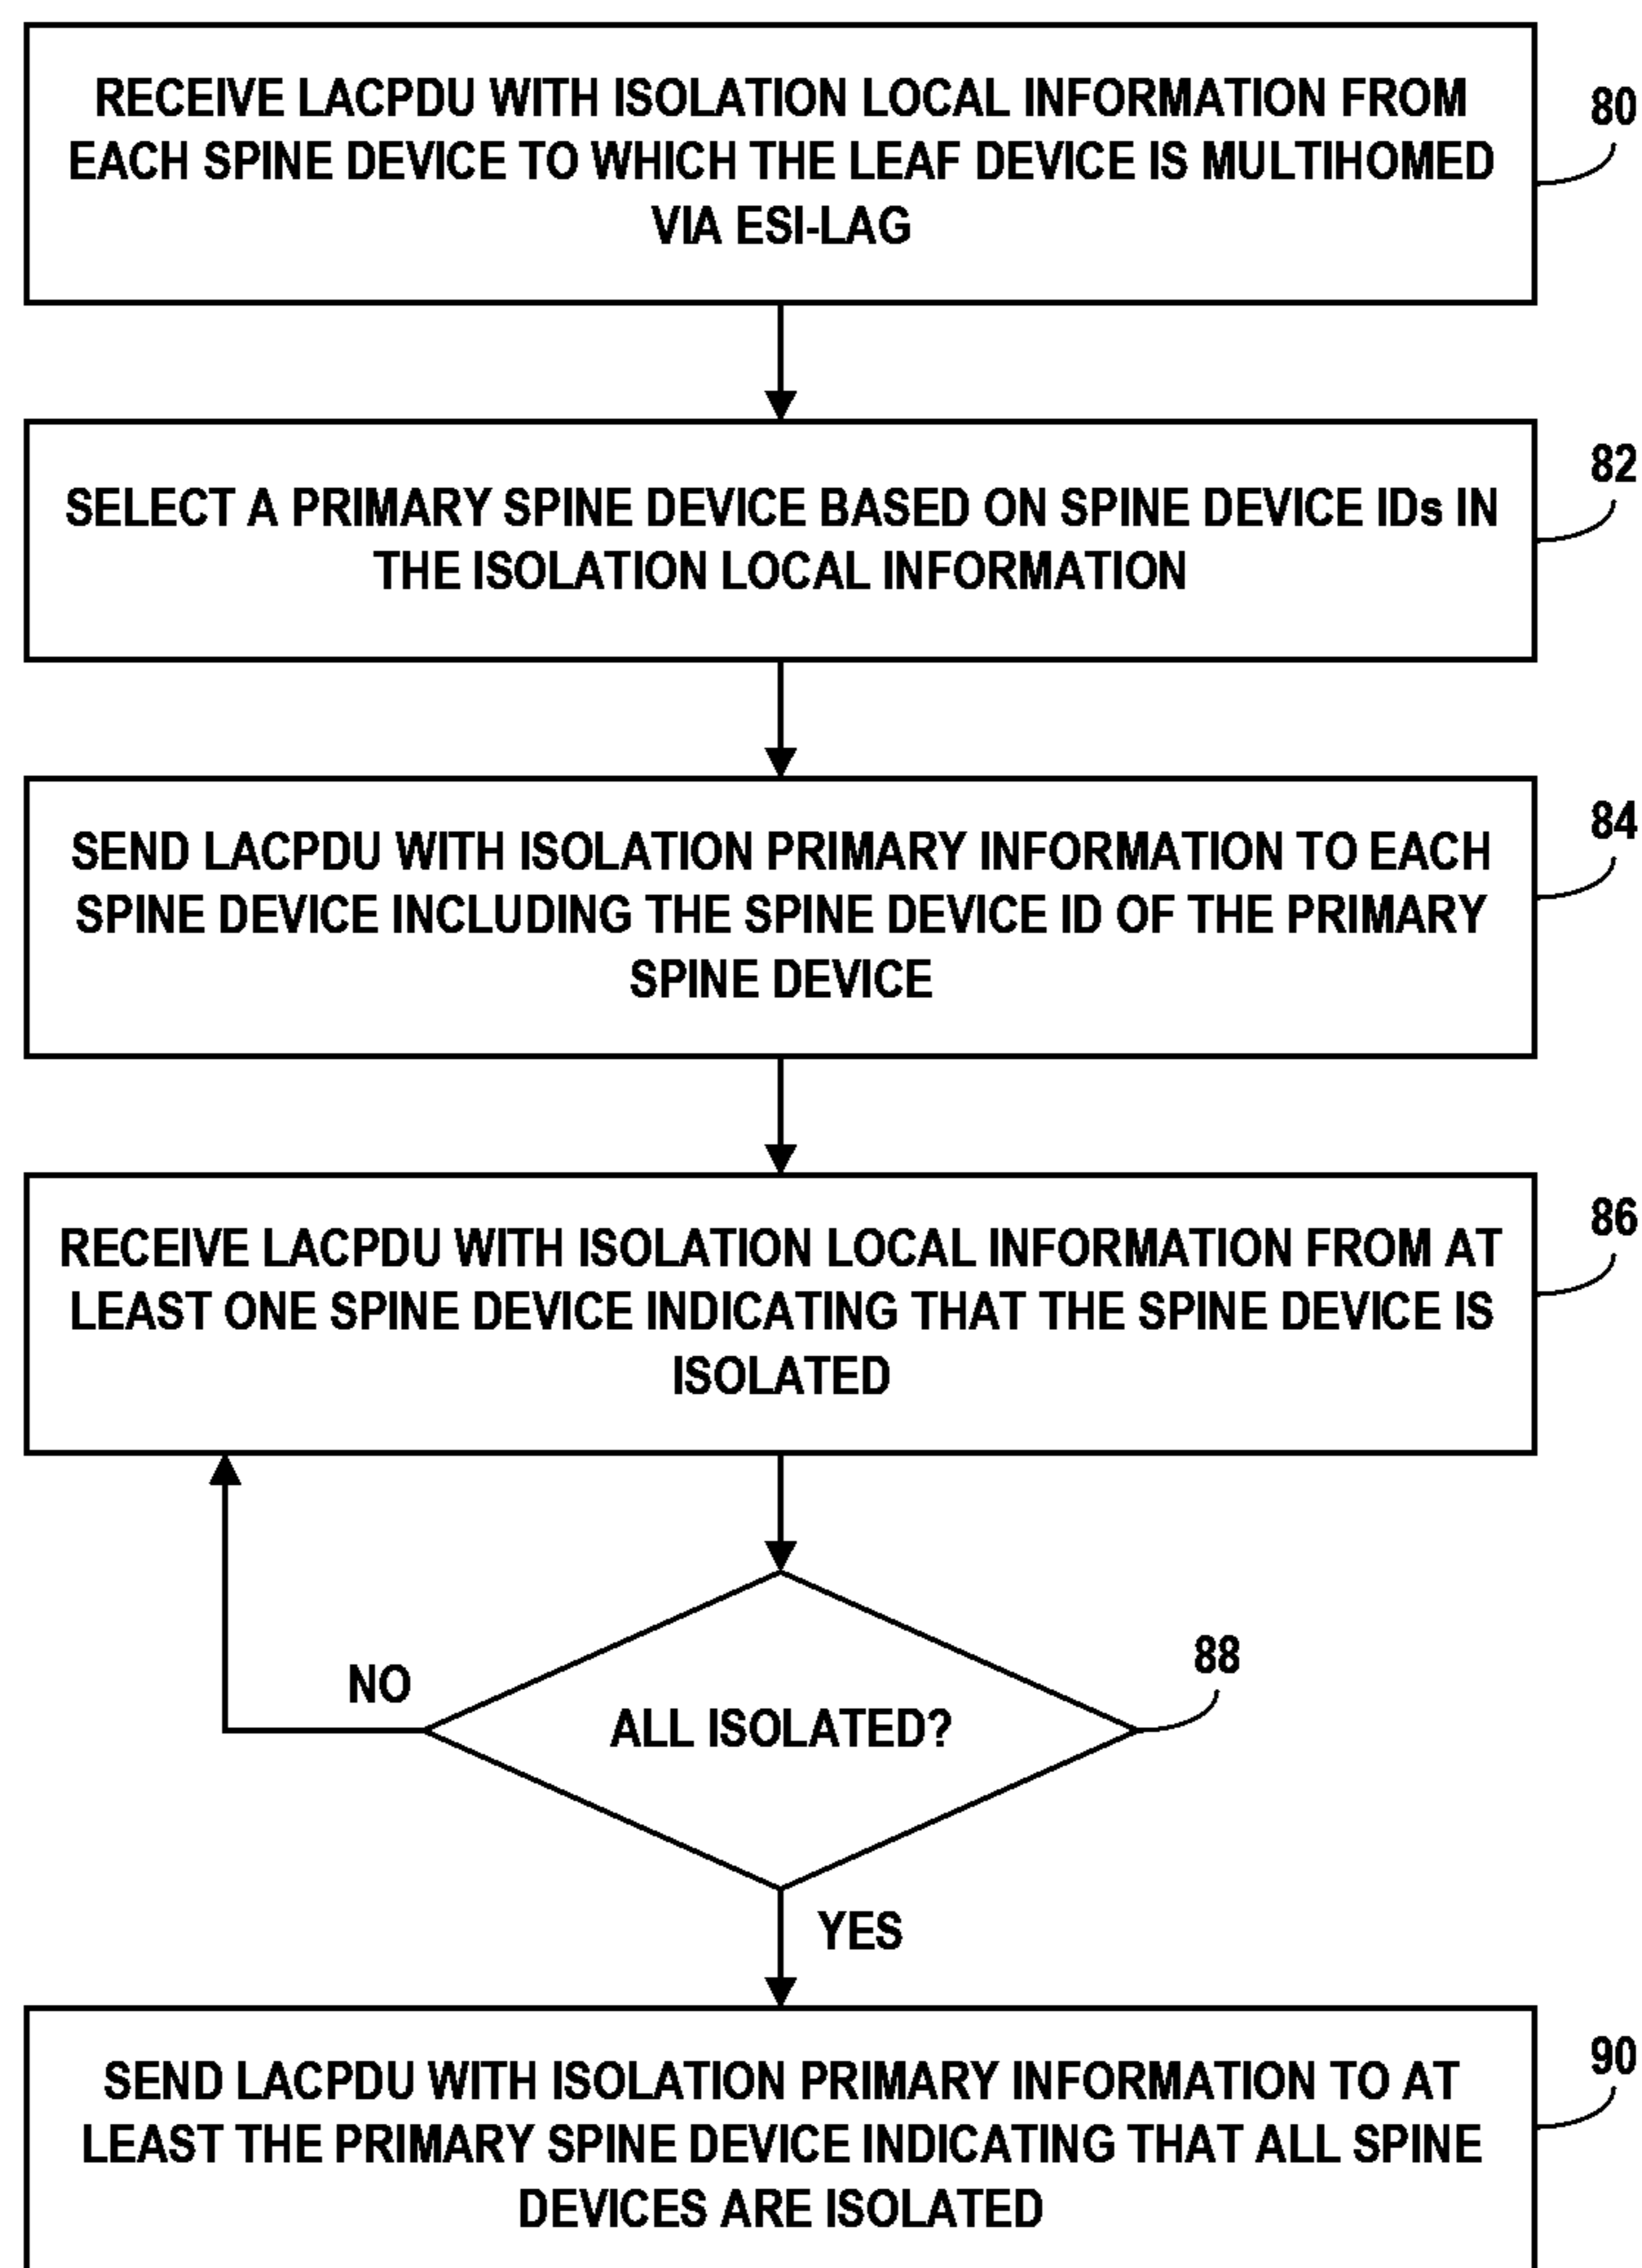 RECEIVE LACPDU WITH ISOLATION LOCAL INFORMATION FROM
EACH SPINE DEVICE TO WHICH THE LEAF DEVICE IS MULTIHOMED
VIA ESI-LAG
80
SELECT A PRIMARY SPINE DEVICE BASED ON SPINE DEVICE IDs IN
THE ISOLATION LOCAL INFORMATION
82
SEND LACPDU WITH ISOLATION PRIMARY INFORMATION TO EACH
SPINE DEVICE INCLUDING THE SPINE DEVICE ID OF THE PRIMARY
SPINE DEVICE
84
RECEIVE LACPDU WITH ISOLATION LOCAL INFORMATION FROM AT
LEAST ONE SPINE DEVICE INDICATING THAT THE SPINE DEVICE IS
ISOLATED
86
NO
ALL ISOLATED?
88
YES
SEND LACPDU WITH ISOLATION PRIMARY INFORMATION TO AT
LEAST THE PRIMARY SPINE DEVICE INDICATING THAT ALL SPINE
DEVICES ARE ISOLATED
90